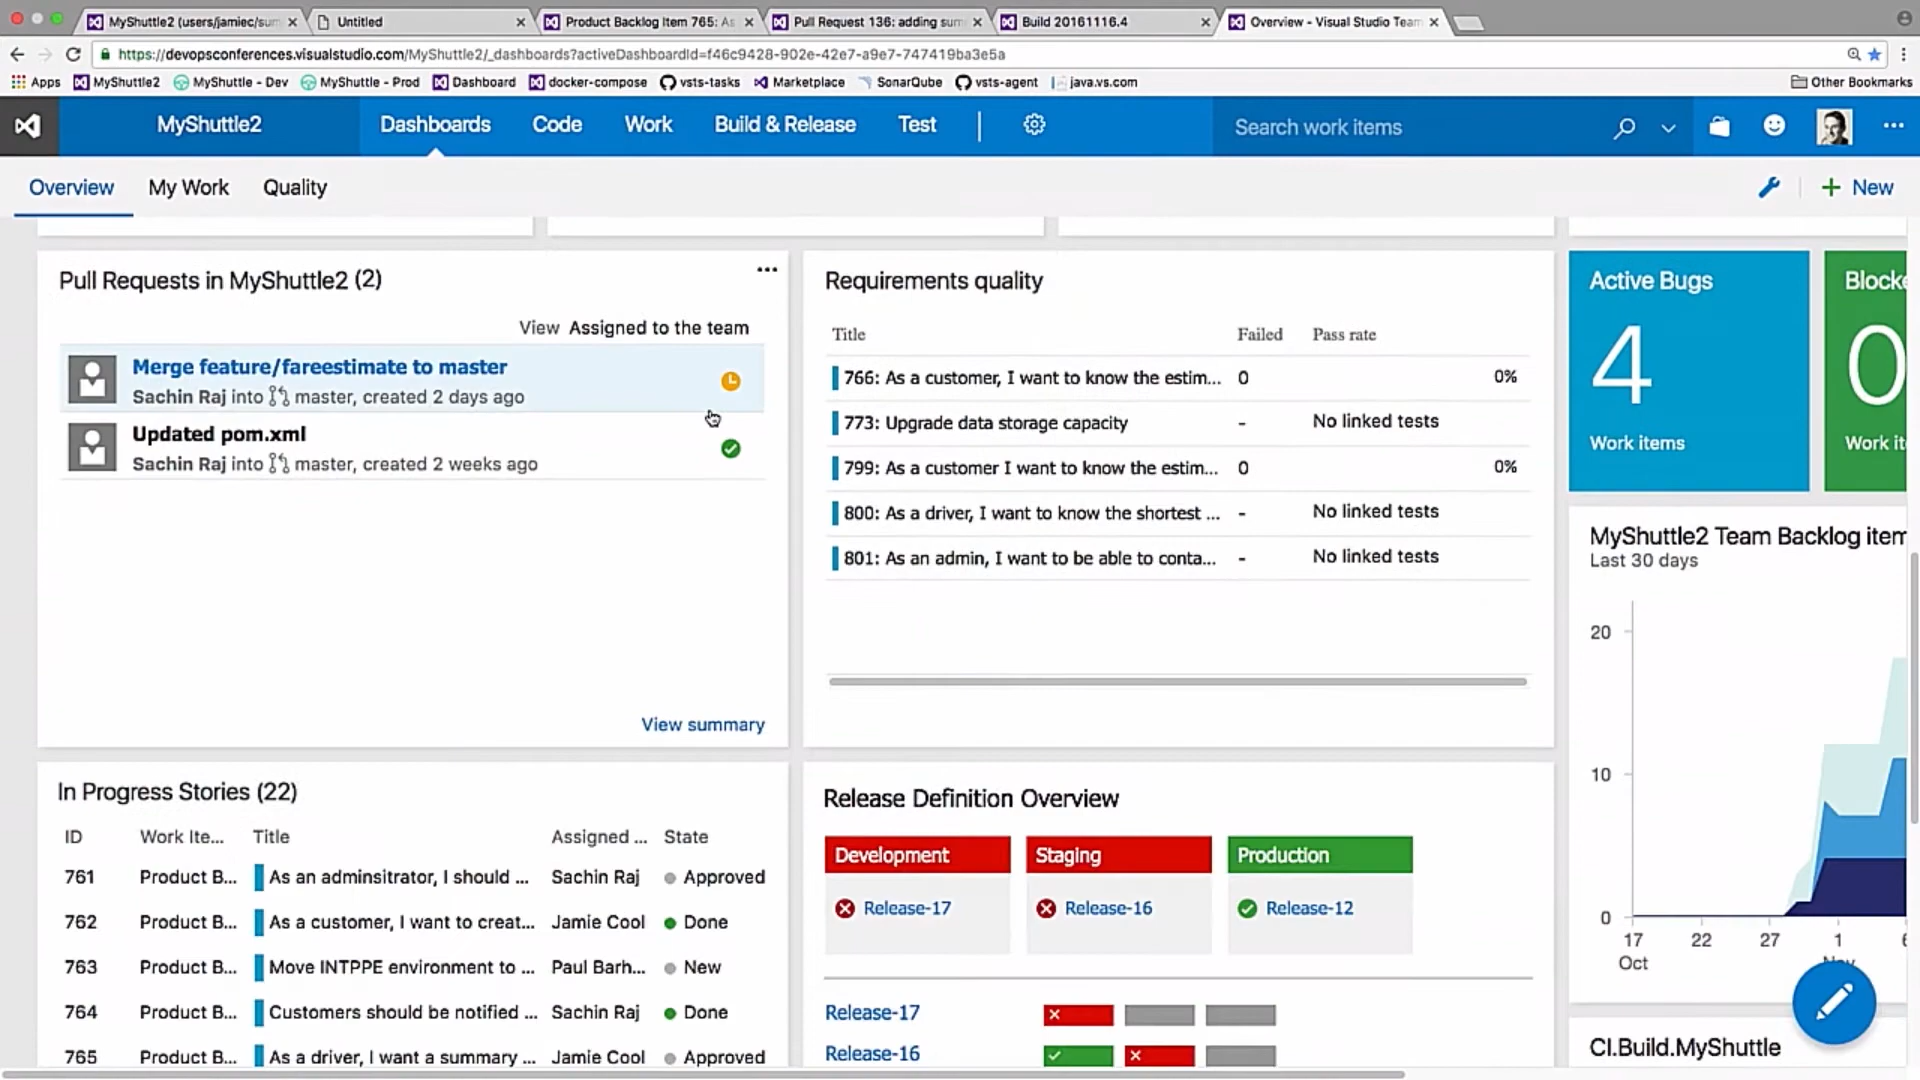 MyShuttle2 (users/jamiec/sum
Untitled
Product Backlog Item 765: As
Pull Request 136: adding sum
Build 20161116.4
Overview - Visual Studio Team
https://devopsconferences.visualstudio.com/MyShuttle2/_dashboards?activeDashboardId=f46c9428-902e-42e7-a9e7-747419ba3e5a
Apps MyShuttle2 MyShuttle - Dev MyShuttle - Prod Dashboard docker-compose vsts-tasks Marketplace SonarQube vsts-agent java.vs.com Other Bookmarks
MyShuttle2 Dashboards Code Work Build & Release Test Search work items
Overview My Work Quality + New
Pull Requests in MyShuttle2 (2)
View Assigned to the team
Merge feature/fareestimate to master
Sachin Raj into master, created 2 days ago
Updated pom.xml
Sachin Raj into master, created 2 weeks ago
View summary
Requirements quality
Title Failed Pass rate
766: As a customer, I want to know the estim... 0 0%
773: Upgrade data storage capacity - No linked tests
799: As a customer I want to know the estim... 0 0%
800: As a driver, I want to know the shortest ... - No linked tests
801: As an admin, I want to be able to conta... - No linked tests
Active Bugs
4
Work items
Blocke
0
Work it
MyShuttle2 Team Backlog item
Last 30 days
20
10
0
17 22 27 1 6
Oct
In Progress Stories (22)
ID Work Ite... Title Assigned ... State
761 Product B... As an adminsitrator, I should ... Sachin Raj Approved
762 Product B... As a customer, I want to creat... Jamie Cool Done
763 Product B... Move INTPPE environment to ... Paul Barh... New
764 Product B... Customers should be notified ... Sachin Raj Done
765 Product B... As a driver, I want a summary ... Jamie Cool Approved
Release Definition Overview
Development Staging Production
Release-17 Release-16 Release-12
Release-17
Release-16
CI.Build.MyShuttle